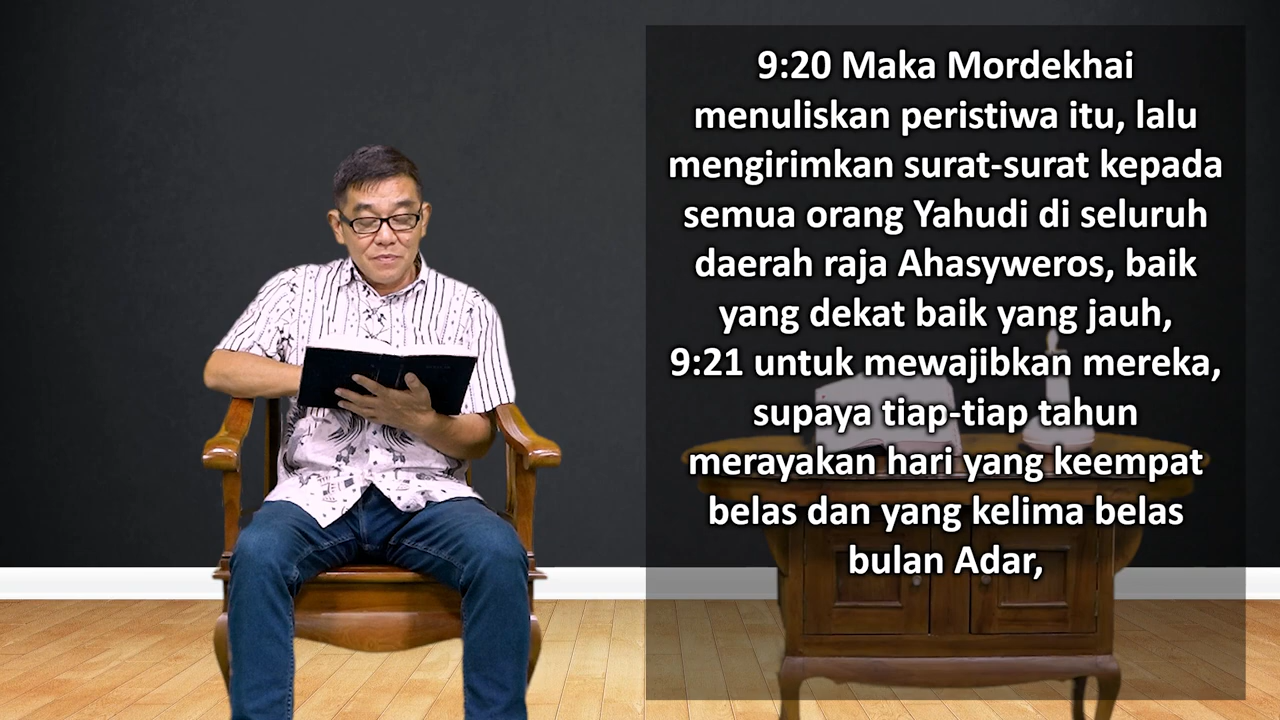 9:20 Maka Mordekhai
menuliskan peristiwa itu, lalu
mengirimkan surat-surat kepada
semua orang Yahudi di seluruh
daerah raja Ahasyweros, baik
yang dekat baik yang jauh,
9:21 untuk mewajibkan mereka,
supaya tiap-tiap tahun
merayakan hari yang keempat
belas dan yang kelima belas
bulan Adar,